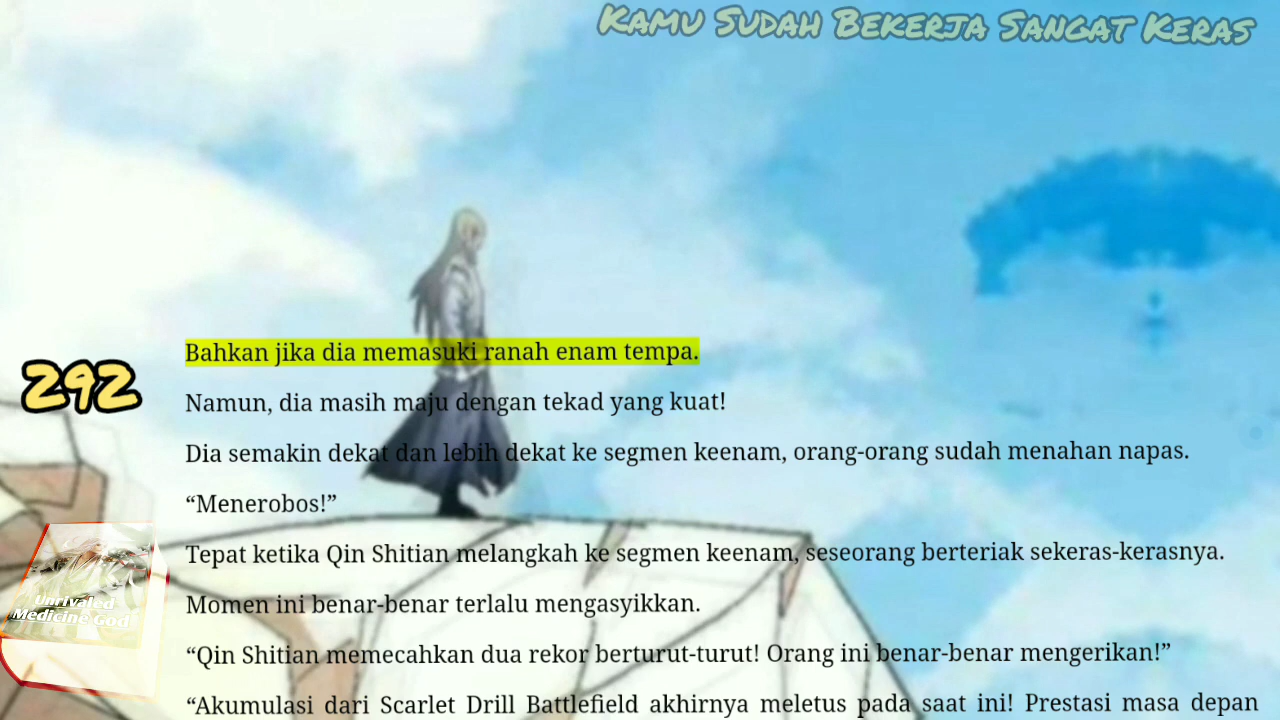 Kamu Sudah Bekerja Sangat Keras
Bahkan jika dia memasuki ranah enam tempa.
292
Namun, dia masih maju dengan tekad yang kuat!
Dia semakin dekat dan lebih dekat ke segmen keenam, orang-orang sudah menahan napas.
“Menerobos!”
Tepat ketika Qin Shitian melangkah ke segmen keenam, seseorang berteriak sekeras-kerasnya.
Momen ini benar-benar terlalu mengasyikkan.
Unrivaled
Medicine God
“Qin Shitian memecahkan dua rekor berturut-turut! Orang ini benar-benar mengerikan!”
“Akumulasi dari Scarlet Drill Battlefield akhirnya meletus pada saat ini! Prestasi masa depan